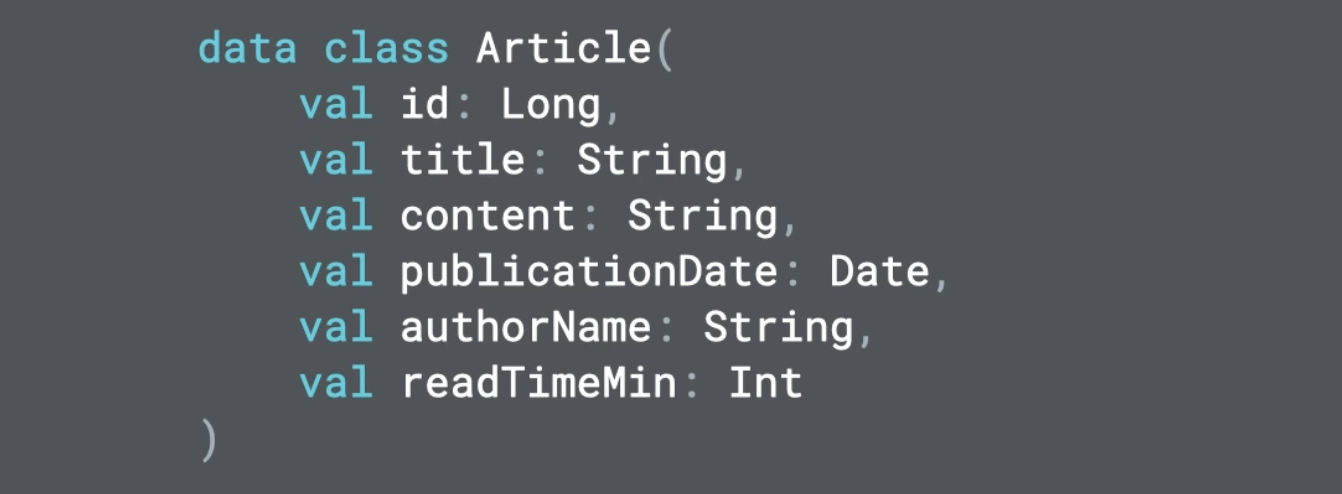 data class Article(
    val id: Long,
    val title: String,
    val content: String,
    val publicationDate: Date,
    val authorName: String,
    val readTimeMin: Int
)